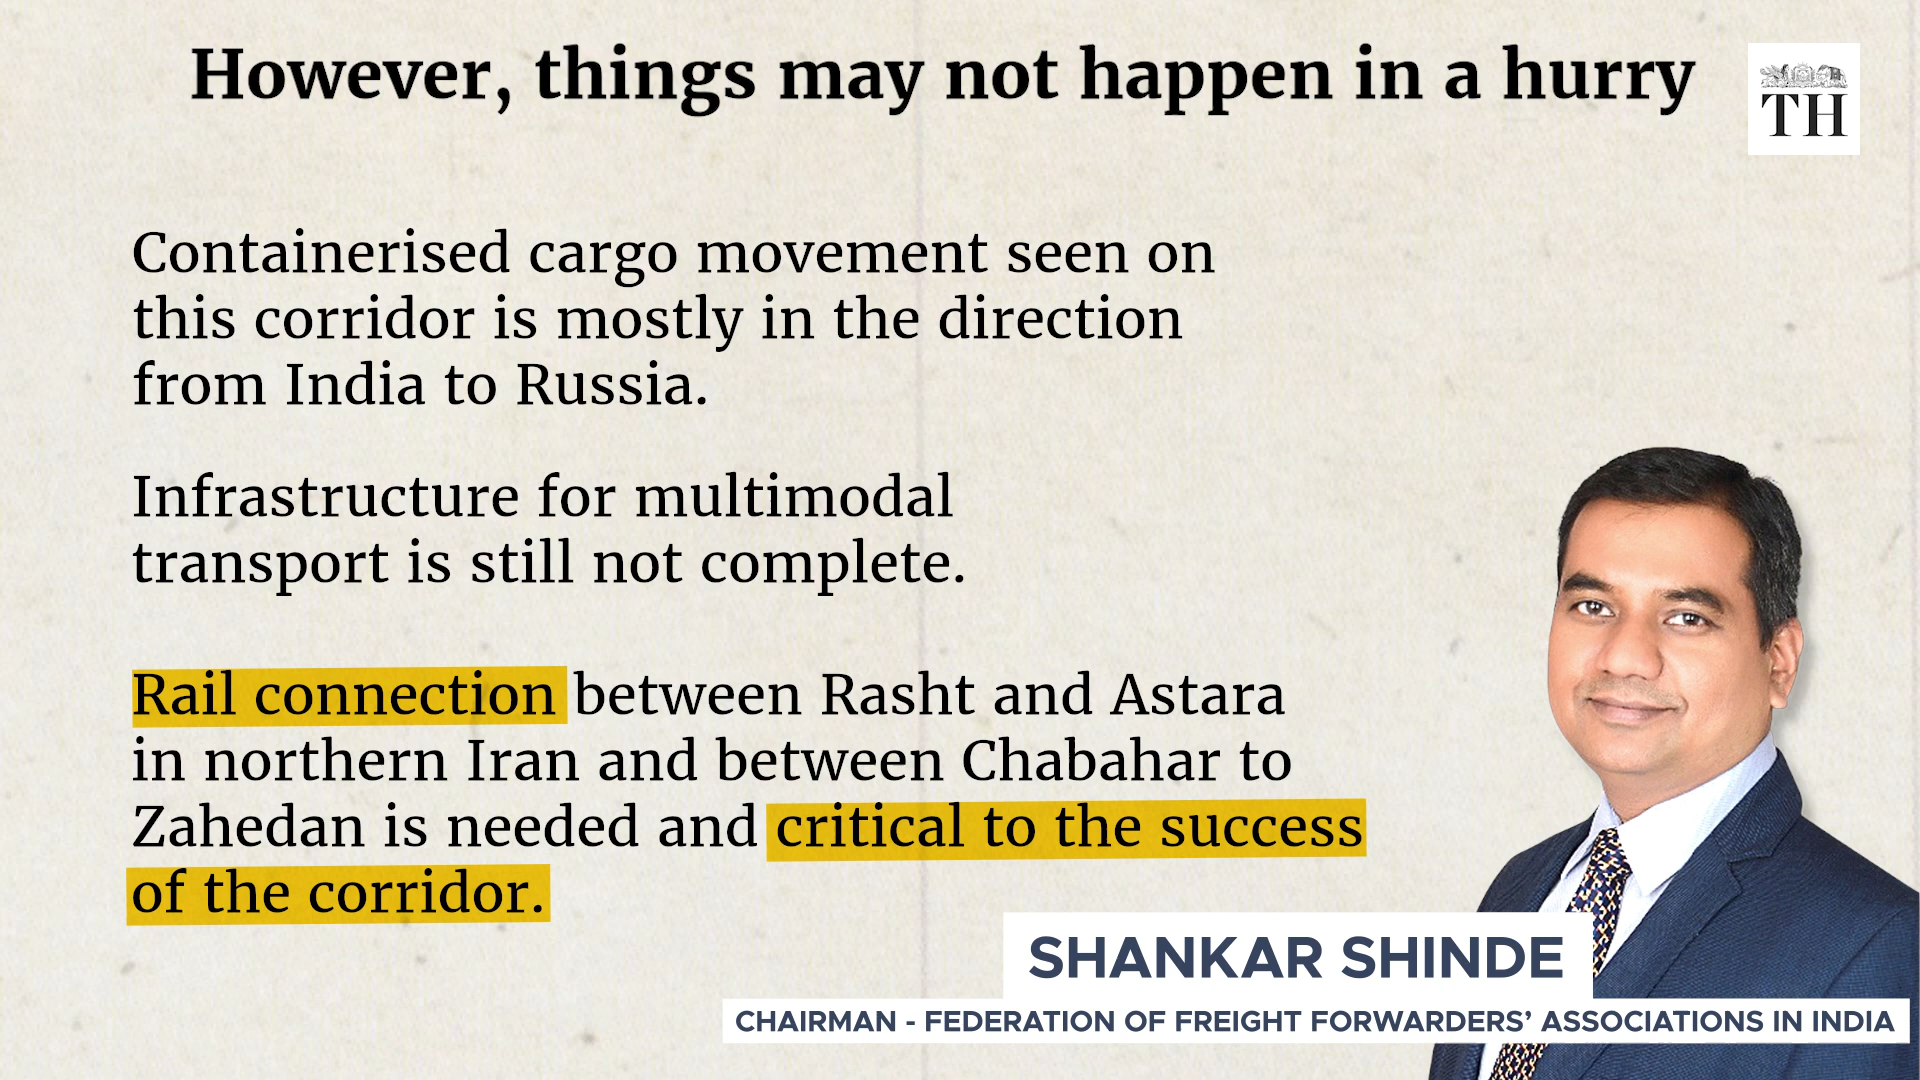 However, things may not happen in a hurry
TH
Containerised cargo movement seen on
this corridor is mostly in the direction
from India to Russia.
Infrastructure for multimodal
transport is still not complete.
Rail connection between Rasht and Astara
in northern Iran and between Chabahar to
Zahedan is needed and critical to the success
of the corridor.
SHANKAR SHINDE
CHAIRMAN - FEDERATION OF FREIGHT FORWARDERS’ ASSOCIATIONS IN INDIA